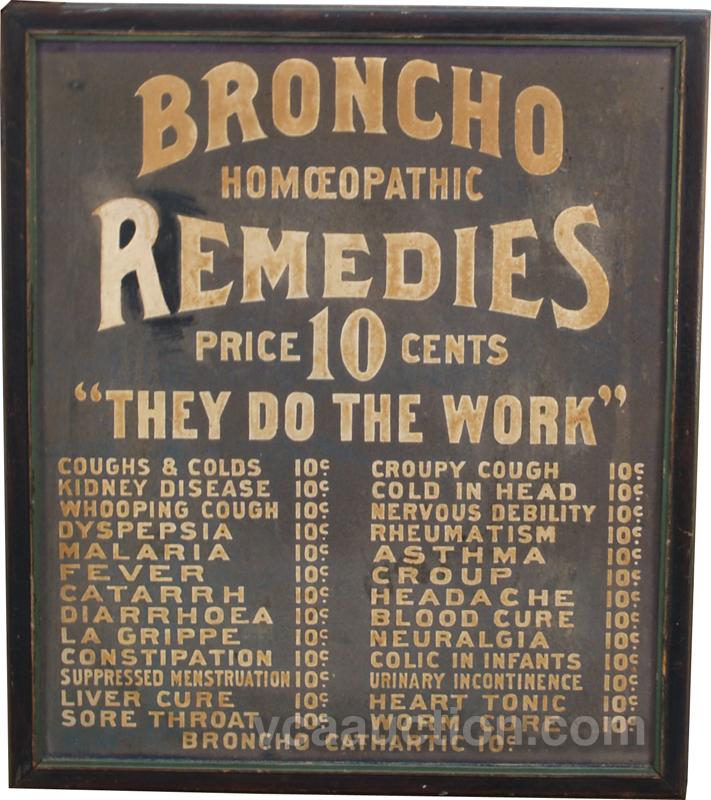 BRONCHO
HOMŒOPATHIC
REMEDIES
PRICE 10 CENTS
"THEY DO THE WORK"
COUGHS & COLDS 10¢
KIDNEY DISEASE 10¢
WHOOPING COUGH 10¢
DYSPEPSIA 10¢
MALARIA 10¢
FEVER 10¢
CATARRH 10¢
DIARRHOEA 10¢
LA GRIPPE 10¢
CONSTIPATION 10¢
SUPPRESSED MENSTRUATION 10¢
LIVER CURE 10¢
SORE THROAT 10¢
CROUPY COUGH 10¢
COLD IN HEAD 10¢
NERVOUS DEBILITY 10¢
RHEUMATISM 10¢
ASTHMA 10¢
CROUP 10¢
HEADACHE 10¢
BLOOD CURE 10¢
NEURALGIA 10¢
COLIC IN INFANTS 10¢
URINARY INCONTINENCE 10¢
HEART TONIC 10¢
WORM CURE 10¢
BRONCHO CATHARTIC 10¢
vcaauction.com